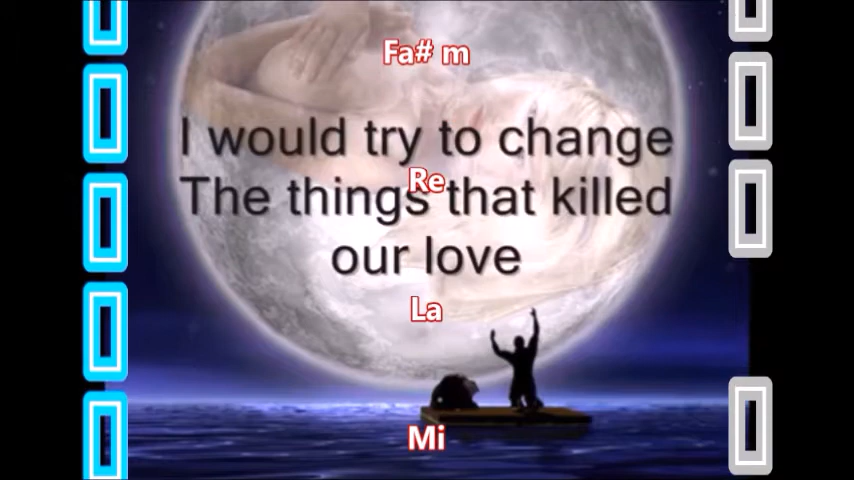 Fa# m
I would try to change
Re
The things that killed
our love
La
Mi